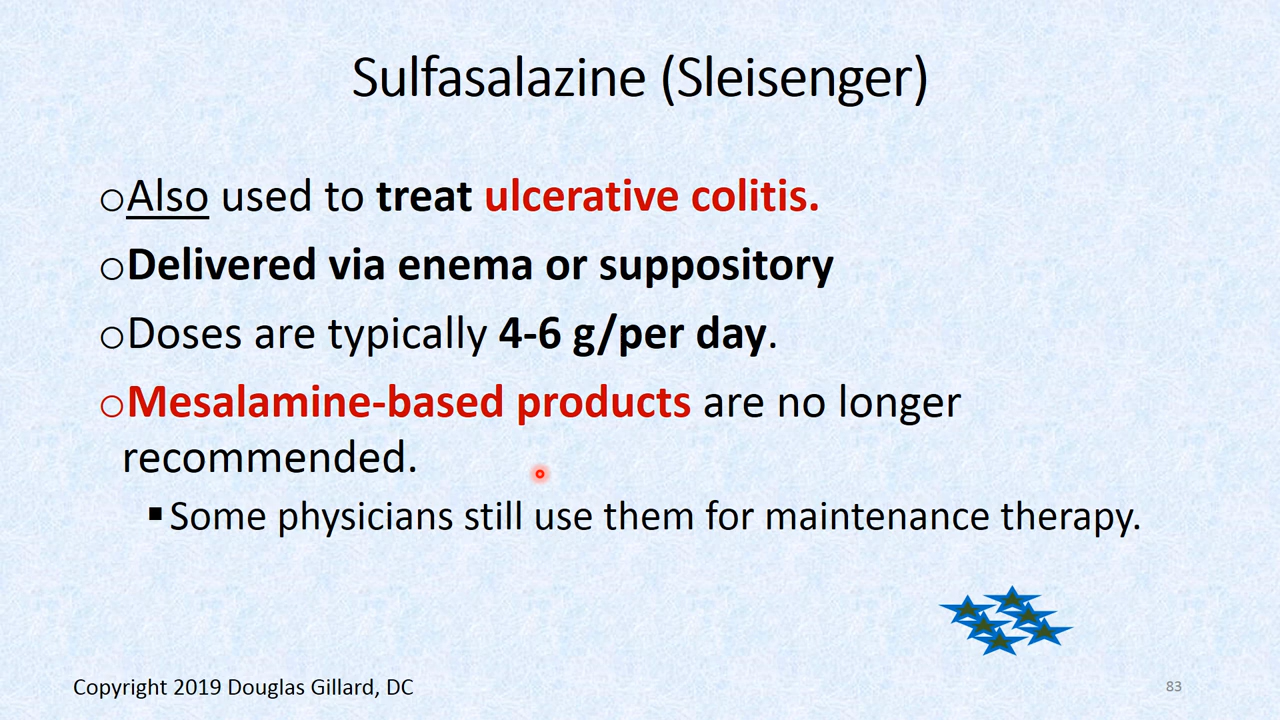 Sulfasalazine (Sleisenger)
○Also used to treat ulcerative colitis.
○Delivered via enema or suppository
○Doses are typically 4-6 g/per day.
○Mesalamine-based products are no longer
recommended.
▪Some physicians still use them for maintenance therapy.
Copyright 2019 Douglas Gillard, DC
83